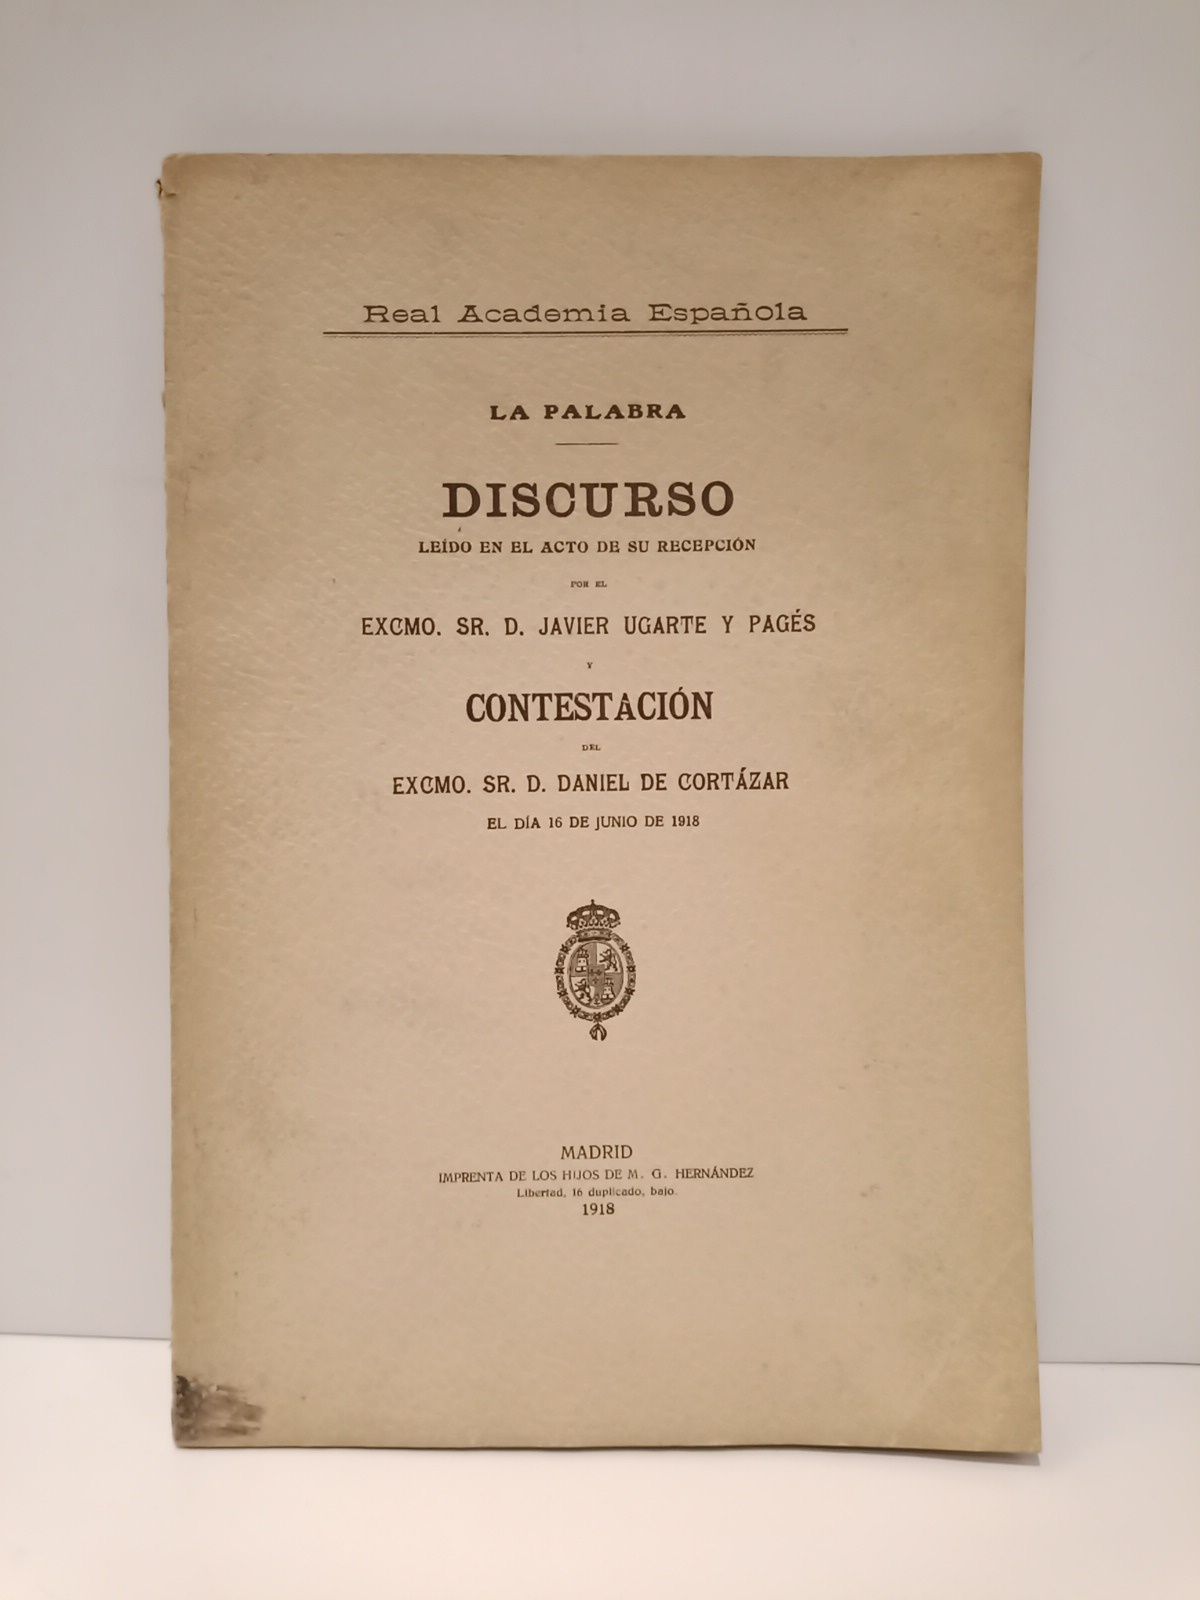 Real Academia Española
LA PALABRA
DISCURSO
LEÍDO EN EL ACTO DE SU RECEPCIÓN
POR EL
EXCMO. SR. D. JAVIER UGARTE Y PAGÉS
Y
CONTESTACIÓN
DEL
EXCMO. SR. D. DANIEL DE CORTÁZAR
EL DÍA 16 DE JUNIO DE 1918
MADRID
IMPRENTA DE LOS HIJOS DE M. G. HERNÁNDEZ
Libertad, 16 duplicado, bajo.
1918